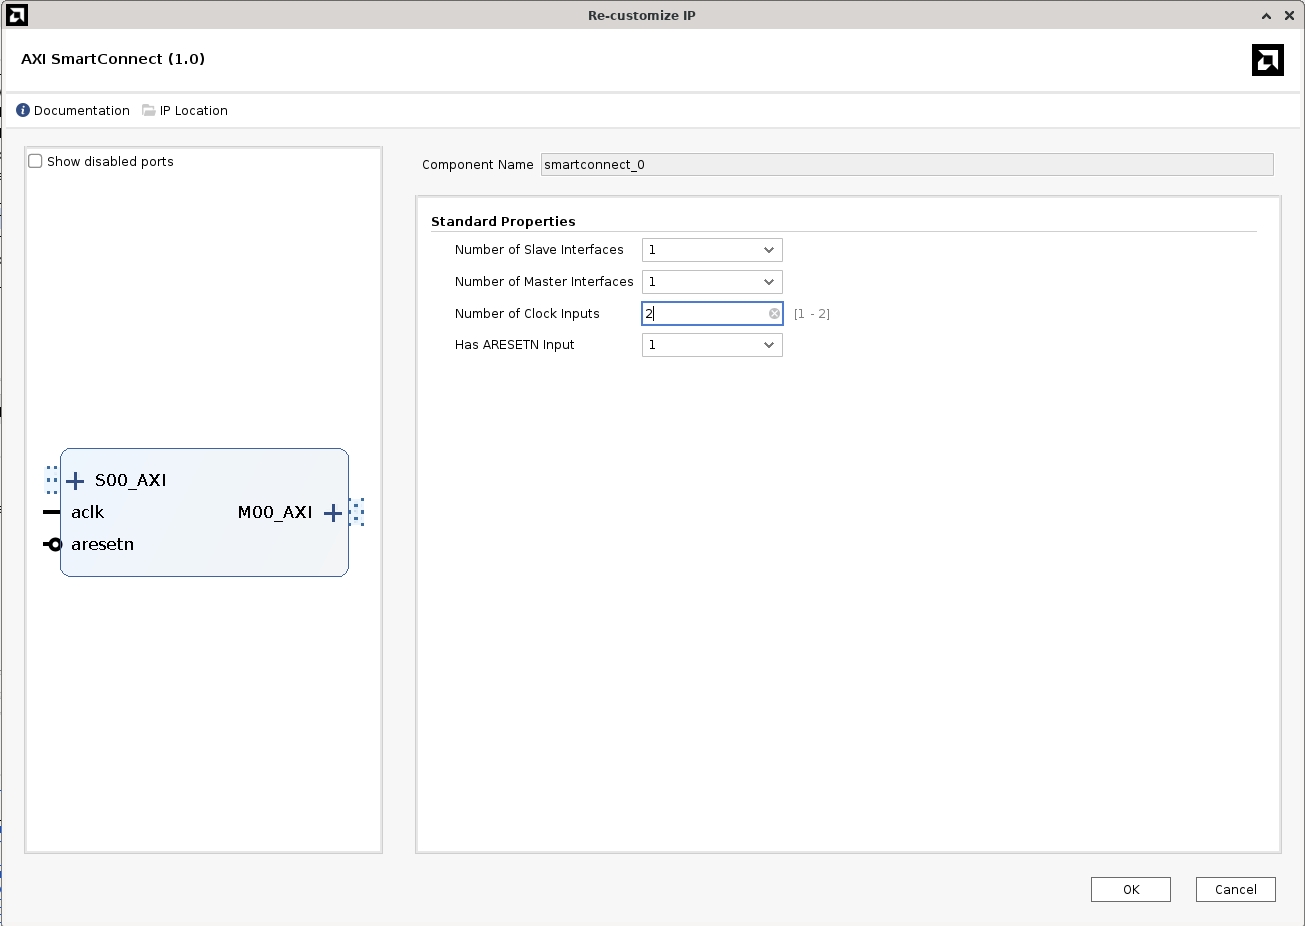 Re-customize IP
AXI SmartConnect (1.0)
Documentation IP Location
Show disabled ports
S00_AXI
aclk
M00_AXI
aresetn
Component Name smartconnect_0
Standard Properties
Number of Slave Interfaces 1
Number of Master Interfaces 1
Number of Clock Inputs 2 [1 - 2]
Has ARESETN Input 1
OK Cancel